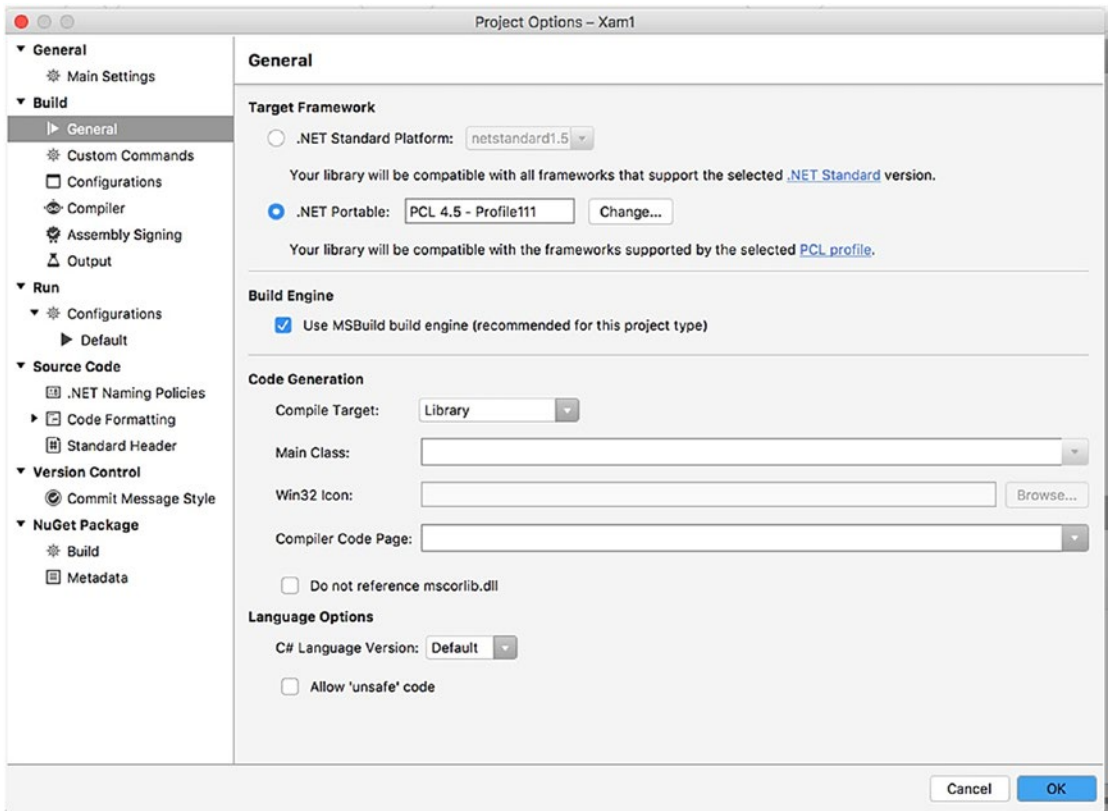 Project Options – Xam1
General
Main Settings
Build
General
Custom Commands
Configurations
Compiler
Assembly Signing
Output
Run
Configurations
Default
Source Code
.NET Naming Policies
Code Formatting
Standard Header
Version Control
Commit Message Style
NuGet Package
Build
Metadata
General
Target Framework
.NET Standard Platform: netstandard1.5
Your library will be compatible with all frameworks that support the selected .NET Standard version.
.NET Portable: PCL 4.5 - Profile111 Change...
Your library will be compatible with the frameworks supported by the selected PCL profile.
Build Engine
Use MSBuild build engine (recommended for this project type)
Code Generation
Compile Target: Library
Main Class:
Win32 Icon: Browse...
Compiler Code Page:
Do not reference mscorlib.dll
Language Options
C# Language Version: Default
Allow 'unsafe' code
Cancel OK